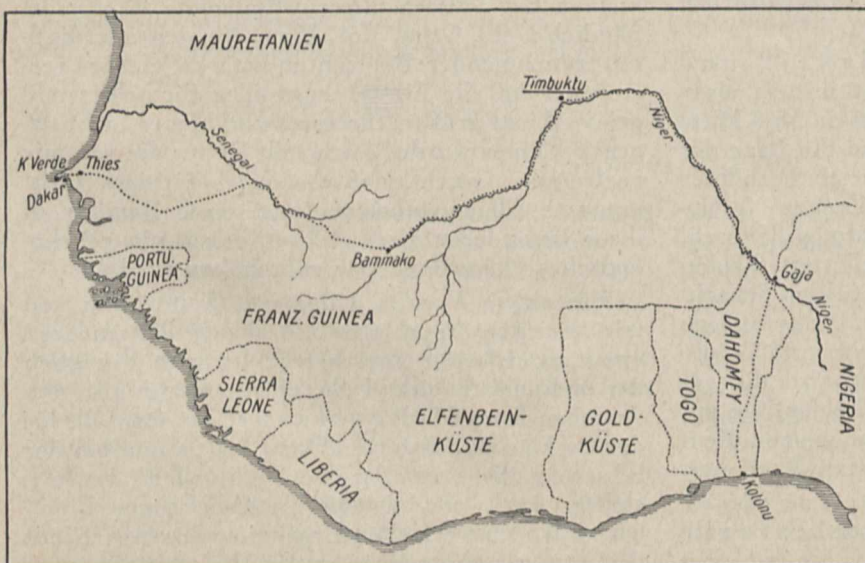 MAURETANIEN
Timbuktu
Niger
Senegal
K Verde
Thies
Dakar
Bammako
PORTU.
GUINEA
FRANZ. GUINEA
Gaja
Niger
SIERRA
LEONE
LIBERIA
ELFENBEIN-
KÜSTE
GOLD-
KÜSTE
TOGO
DAHOMEY
NIGERIA
Kotonu